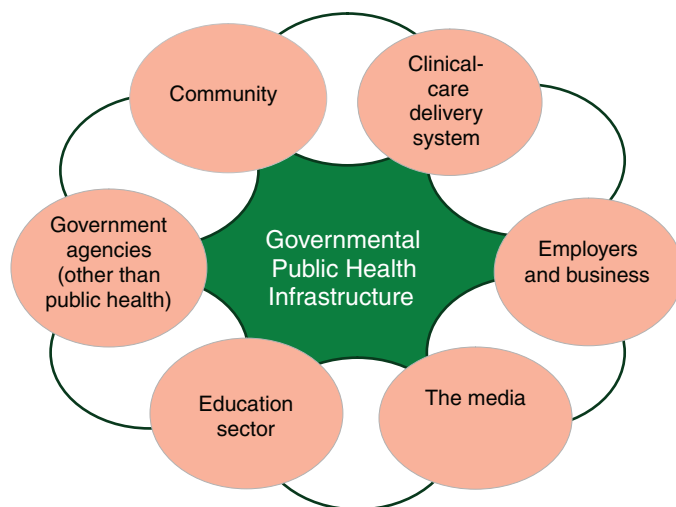 Community
Clinical-
care
delivery
system
Government
agencies
(other than
public health)
Governmental
Public Health
Infrastructure
Employers
and business
Education
sector
The media